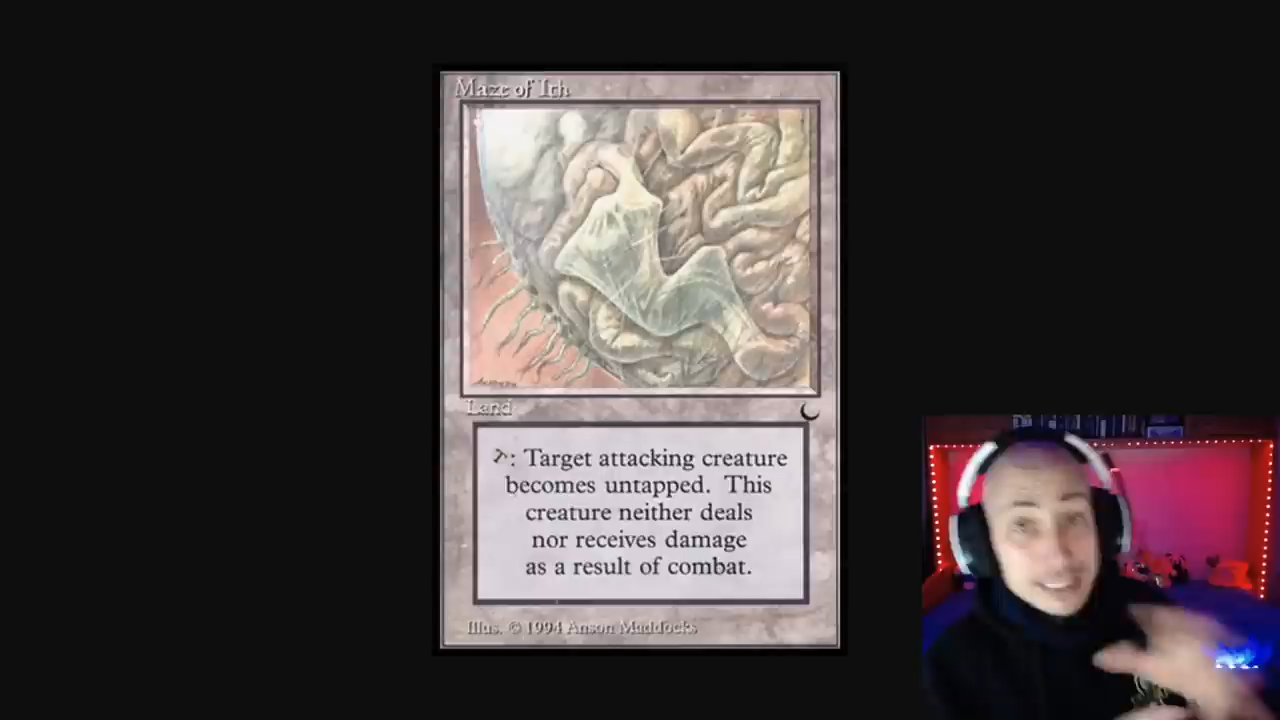 Maze of Ith
Land
: Target attacking creature
becomes untapped. This
creature neither deals
nor receives damage
as a result of combat.
Illus. © 1994 Anson Maddocks